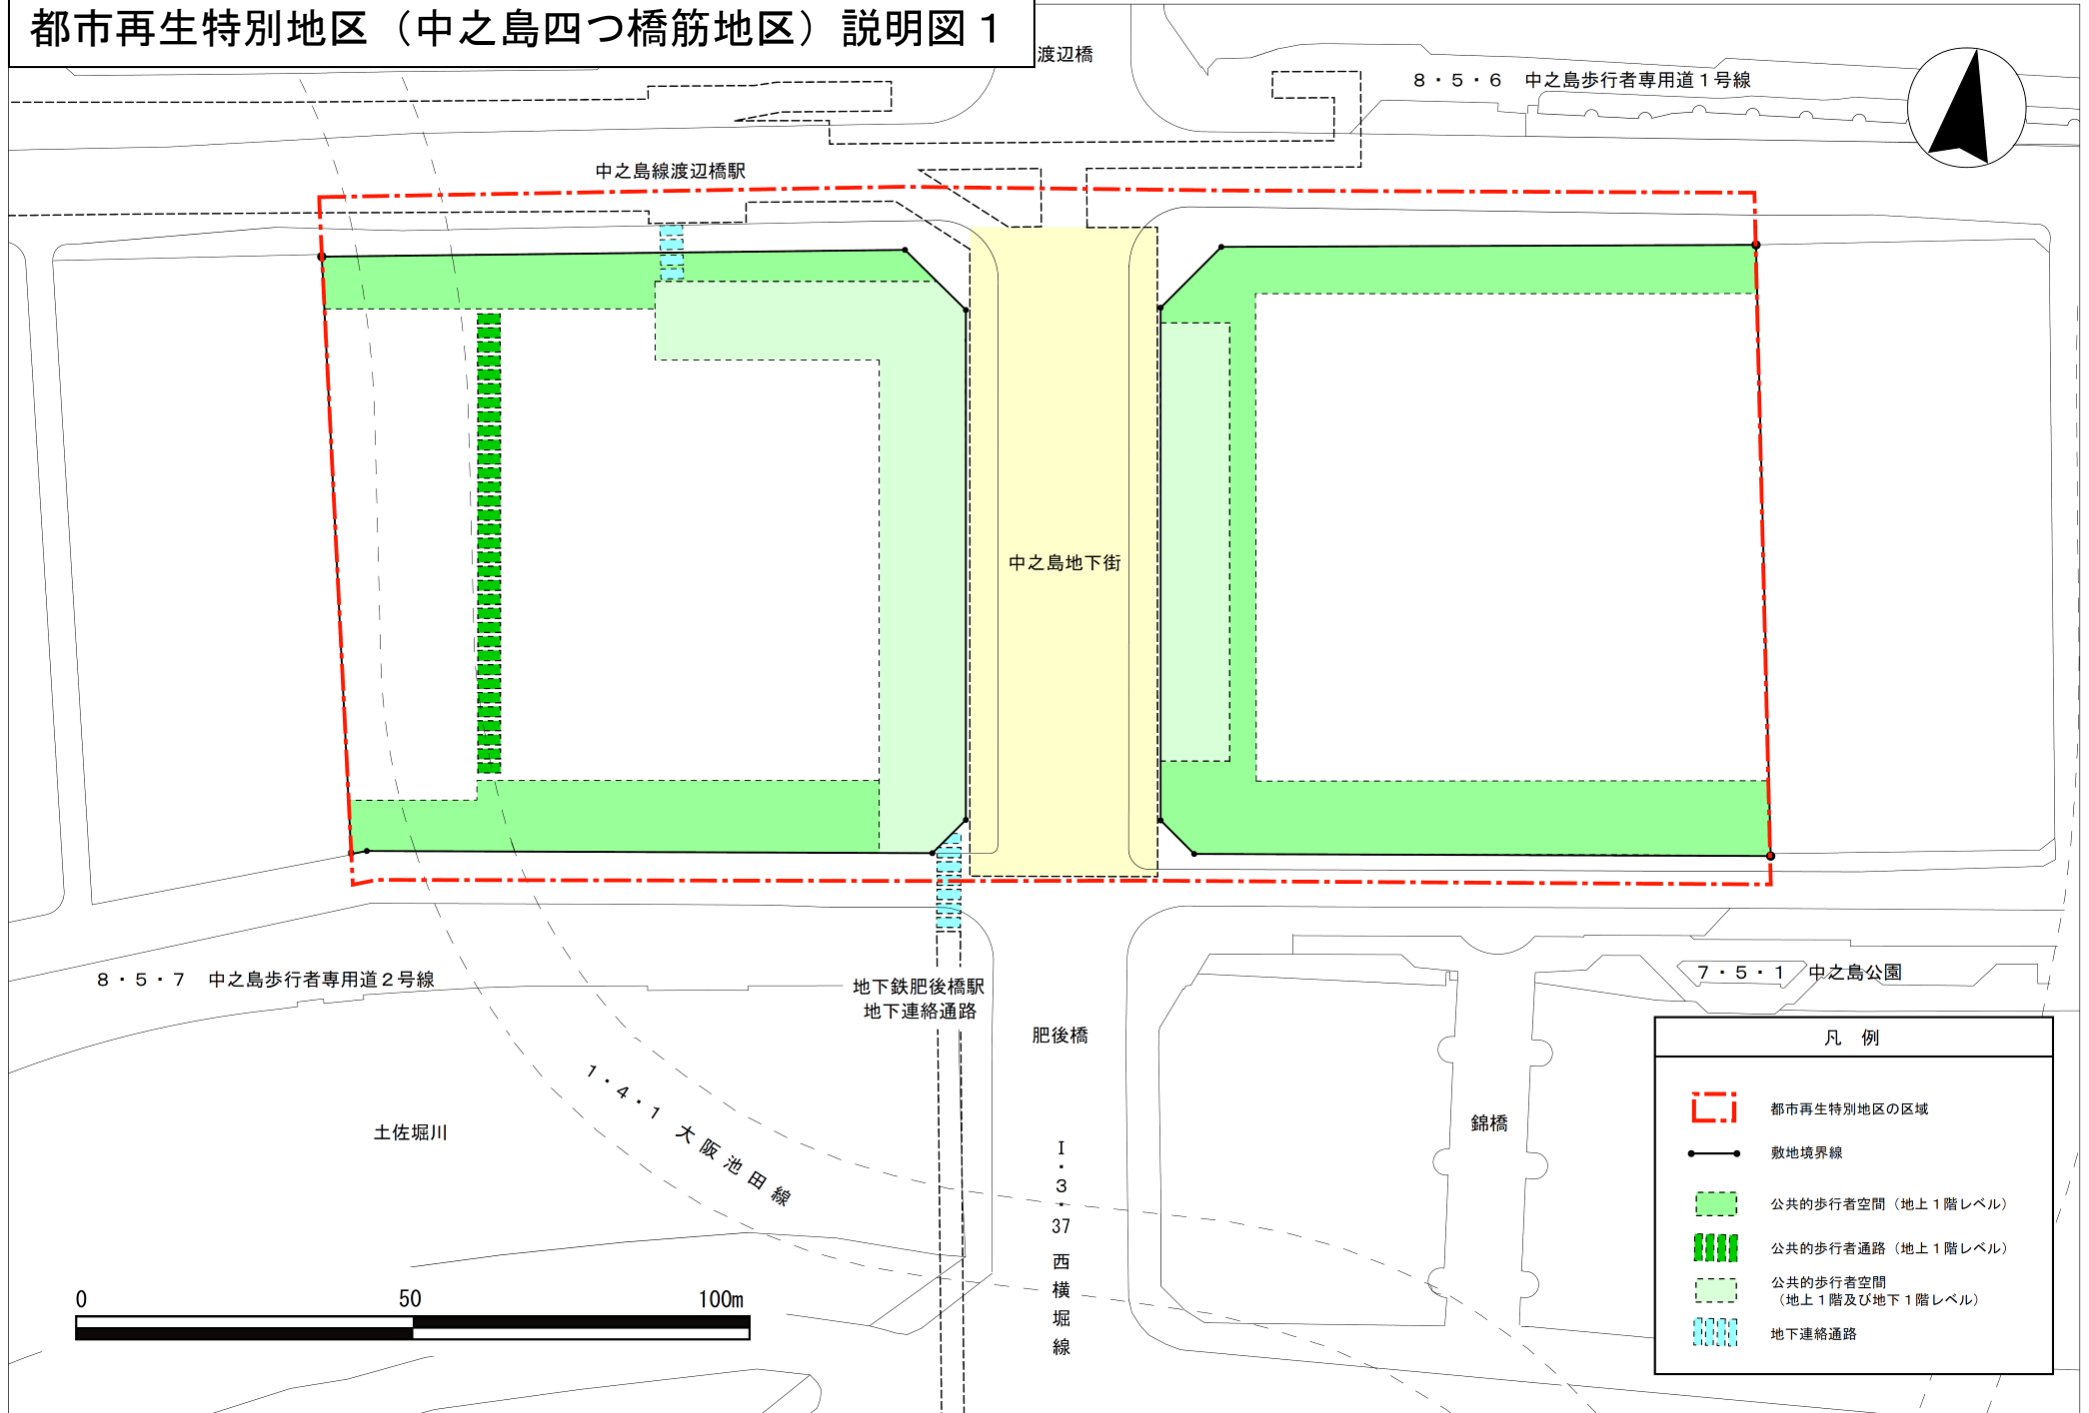 都市再生特別地区（中之島四つ橋筋地区）説明図１
渡辺橋
８・５・６　中之島歩行者専用道１号線
中之島線渡辺橋駅
中之島地下街
８・５・７　中之島歩行者専用道２号線
地下鉄肥後橋駅
地下連絡通路
７・５・１　中之島公園
肥後橋
１・４・１　大阪池田線
土佐堀川
錦橋
Ｉ・３・37　西横堀線
0　50　100m
凡　例
都市再生特別地区の区域
敷地境界線
公共的歩行者空間（地上１階レベル）
公共的歩行者通路（地上１階レベル）
公共的歩行者空間
（地上１階及び地下１階レベル）
地下連絡通路